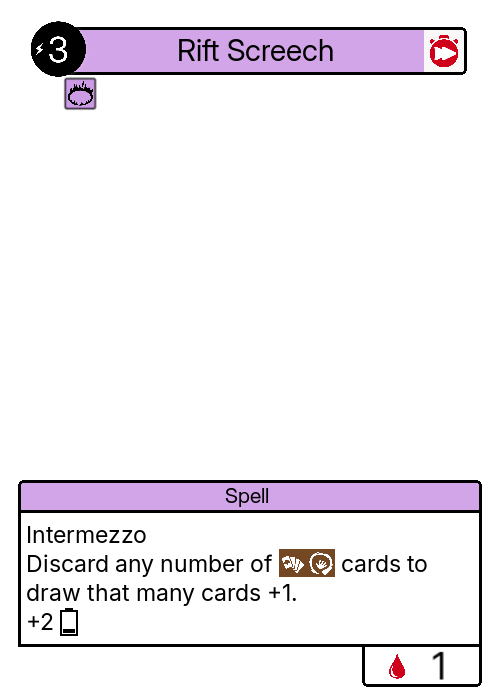 3
Rift Screech
Spell
Intermezzo
Discard any number of cards to
draw that many cards +1.
+2
1